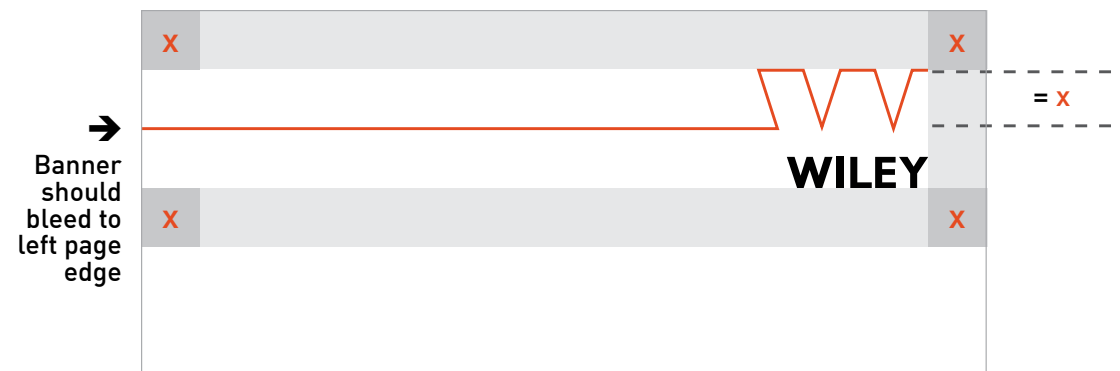 X
X
= X
Banner
should
bleed to
left page
edge
WILEY
X
X